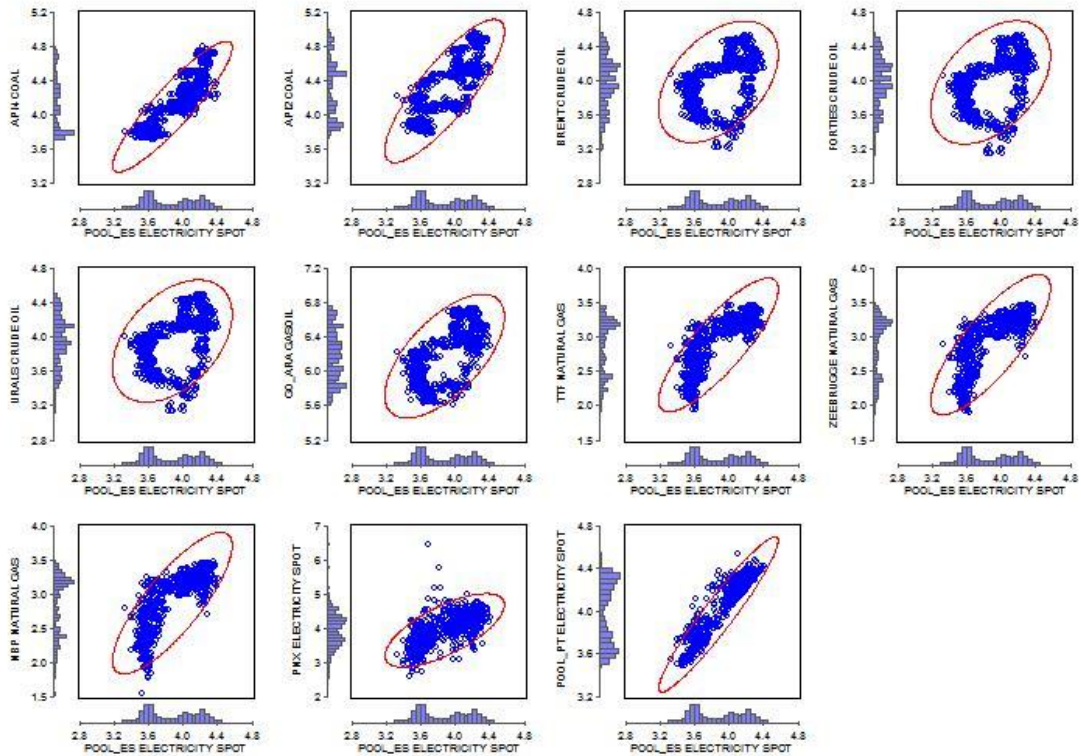 API4 COAL
5.2
4.8
4.4
4.0
3.6
3.2
2.8 3.2 3.6 4.0 4.4 4.8
POOL_ES ELECTRICITY SPOT
API2 COAL
5.2
4.8
4.4
4.0
3.6
3.2
2.8 3.2 3.6 4.0 4.4 4.8
POOL_ES ELECTRICITY SPOT
BRENT CRUDE OIL
4.8
4.4
4.0
3.6
3.2
2.8
2.8 3.2 3.6 4.0 4.4 4.8
POOL_ES ELECTRICITY SPOT
FORTIES CRUDE OIL
4.8
4.4
4.0
3.6
3.2
2.8
2.8 3.2 3.6 4.0 4.4 4.8
POOL_ES ELECTRICITY SPOT
URALS CRUDE OIL
4.8
4.4
4.0
3.6
3.2
2.8
2.8 3.2 3.6 4.0 4.4 4.8
POOL_ES ELECTRICITY SPOT
GO_ARA GASOIL
7.2
6.8
6.4
6.0
5.6
5.2
2.8 3.2 3.6 4.0 4.4 4.8
POOL_ES ELECTRICITY SPOT
TTF NATURAL GAS
4.0
3.5
3.0
2.5
2.0
1.5
2.8 3.2 3.6 4.0 4.4 4.8
POOL_ES ELECTRICITY SPOT
ZEEBRUGGE NATURAL GAS
4.0
3.5
3.0
2.5
2.0
1.5
2.8 3.2 3.6 4.0 4.4 4.8
POOL_ES ELECTRICITY SPOT
NBP NATURAL GAS
4.0
3.5
3.0
2.5
2.0
1.5
2.8 3.2 3.6 4.0 4.4 4.8
POOL_ES ELECTRICITY SPOT
PNX ELECTRICITY SPOT
7
6
5
4
3
2
2.8 3.2 3.6 4.0 4.4 4.8
POOL_ES ELECTRICITY SPOT
POOL_PT ELECTRICITY SPOT
4.8
4.4
4.0
3.6
3.2
2.8 3.2 3.6 4.0 4.4 4.8
POOL_ES ELECTRICITY SPOT